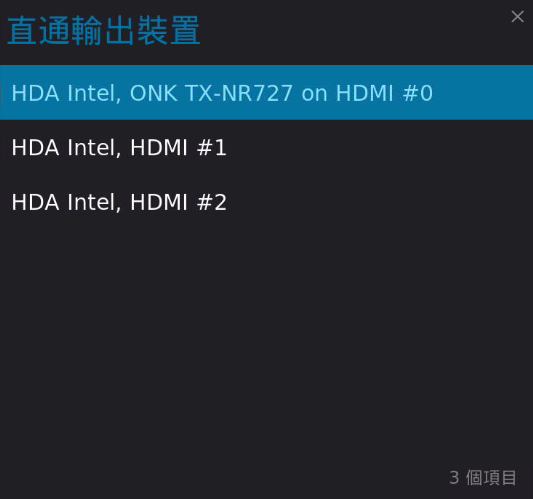 直通輸出裝置
HDA Intel, ONK TX-NR727 on HDMI #0
HDA Intel, HDMI #1
HDA Intel, HDMI #2
3 個項目